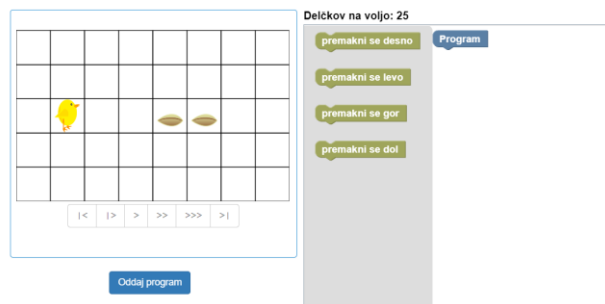 Delčkov na voljo: 25
premakni se desno
Program
premakni se levo
premakni se gor
premakni se dol
|< |> > >> >>> >|
Oddaj program